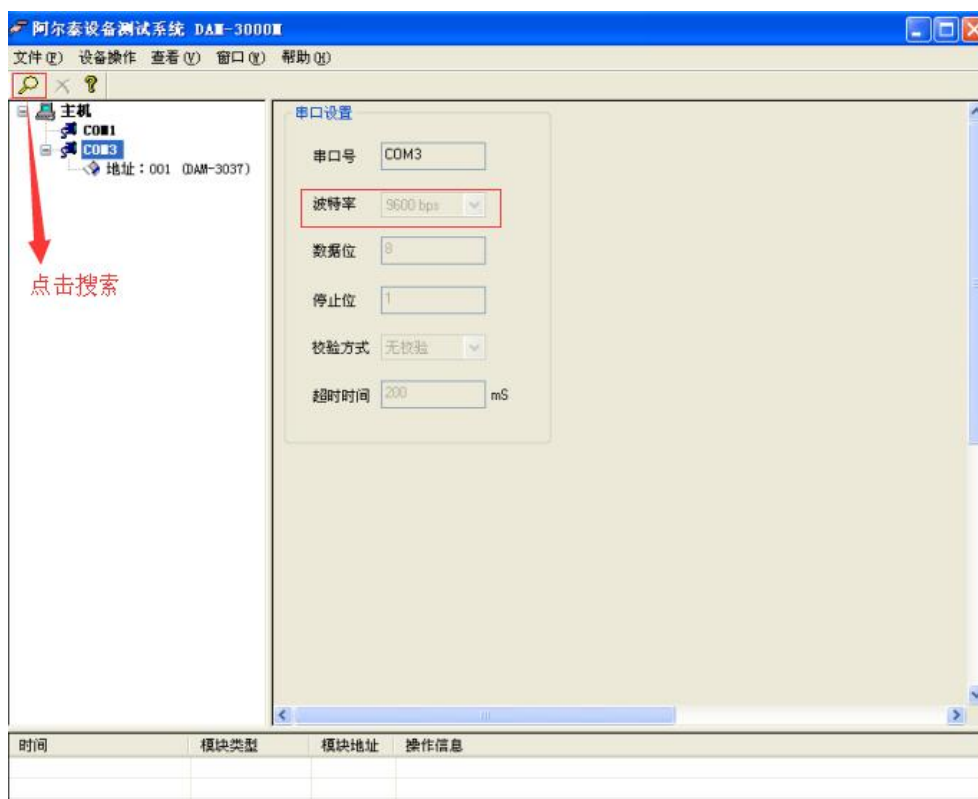 阿尔泰设备测试系统 DAM-3000M
文件(F) 设备操作 查看(V) 窗口(W) 帮助(H)
主机
COM1
COM3
地址：001 (DAM-3037)
点击搜索
串口设置
串口号 COM3
波特率 9600 bps
数据位 8
停止位 1
校验方式 无校验
超时时间 200 mS
时间 模块类型 模块地址 操作信息